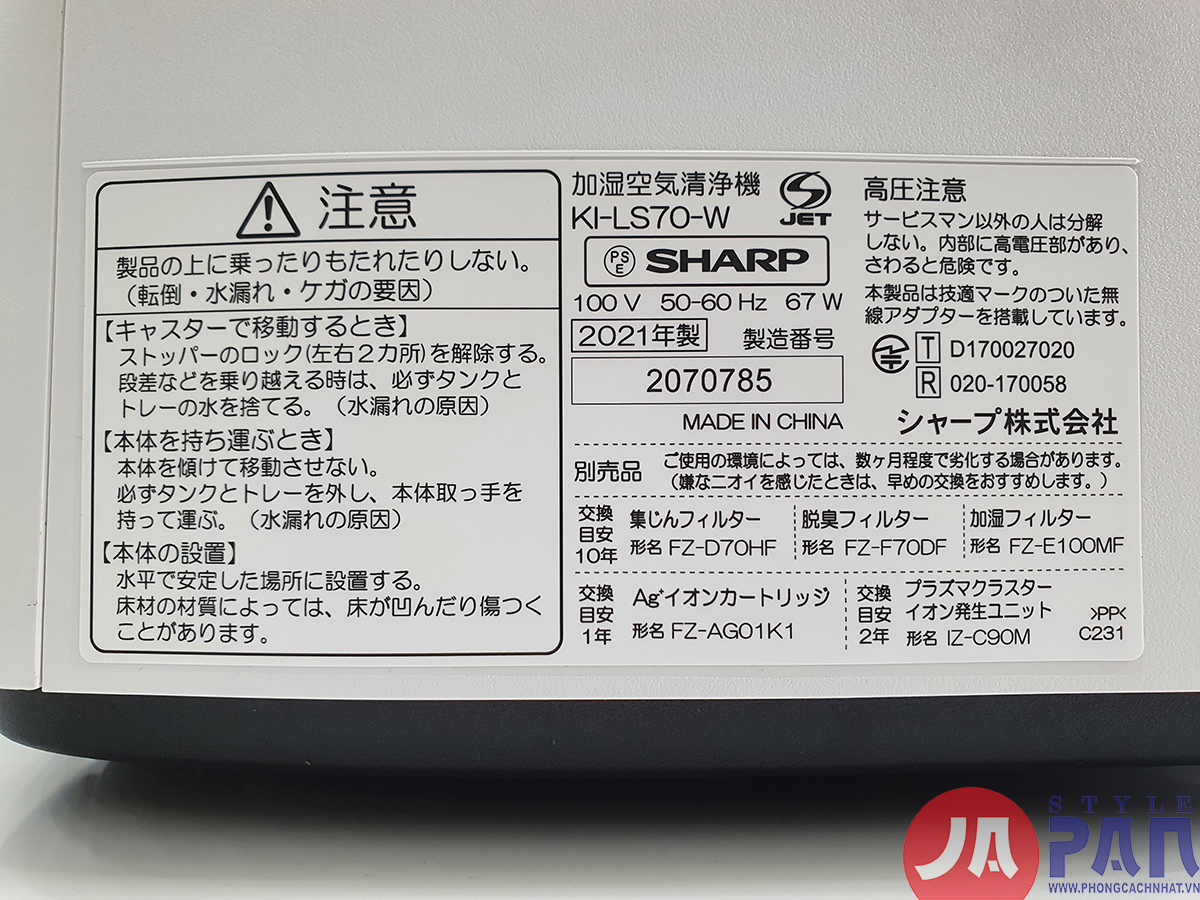 注意
製品の上に乗ったりもたれたりしない。
（転倒・水漏れ・ケガの要因）
【キャスターで移動するとき】
ストッパーのロック(左右2カ所)を解除する。
段差などを乗り越える時は、必ずタンクと
トレーの水を捨てる。（水漏れの原因）
【本体を持ち運ぶとき】
本体を傾けて移動させない。
必ずタンクとトレーを外し、本体取っ手を
持って運ぶ。（水漏れの原因）
【本体の設置】
水平で安定した場所に設置する。
床材の材質によっては、床が凹んだり傷つく
ことがあります。
加湿空気清浄機
KI-LS70-W
JET
PSE SHARP
100 V 50-60 Hz 67 W
2021年製 製造番号
2070785
MADE IN CHINA
高圧注意
サービスマン以外の人は分解
しない。内部に高電圧部があり、
さわると危険です。
本製品は技適マークのついた無
線アダプターを搭載しています。
T D170027020
R 020-170058
シャープ株式会社
別売品
ご使用の環境によっては、数ヶ月程度で劣化する場合があります。
（嫌なニオイを感じたときは、早めの交換をおすすめします。）
交換
目安
10年
集じんフィルター
形名 FZ-D70HF
脱臭フィルター
形名 FZ-F70DF
加湿フィルター
形名 FZ-E100MF
交換
目安
1年
Ag⁺イオンカートリッジ
形名 FZ-AG01K1
交換
目安
2年
プラズマクラスター
イオン発生ユニット
形名 IZ-C90M
>PP<
C231
STYLE
JAPAN
WWW.PHONGCACHNHAT.VN